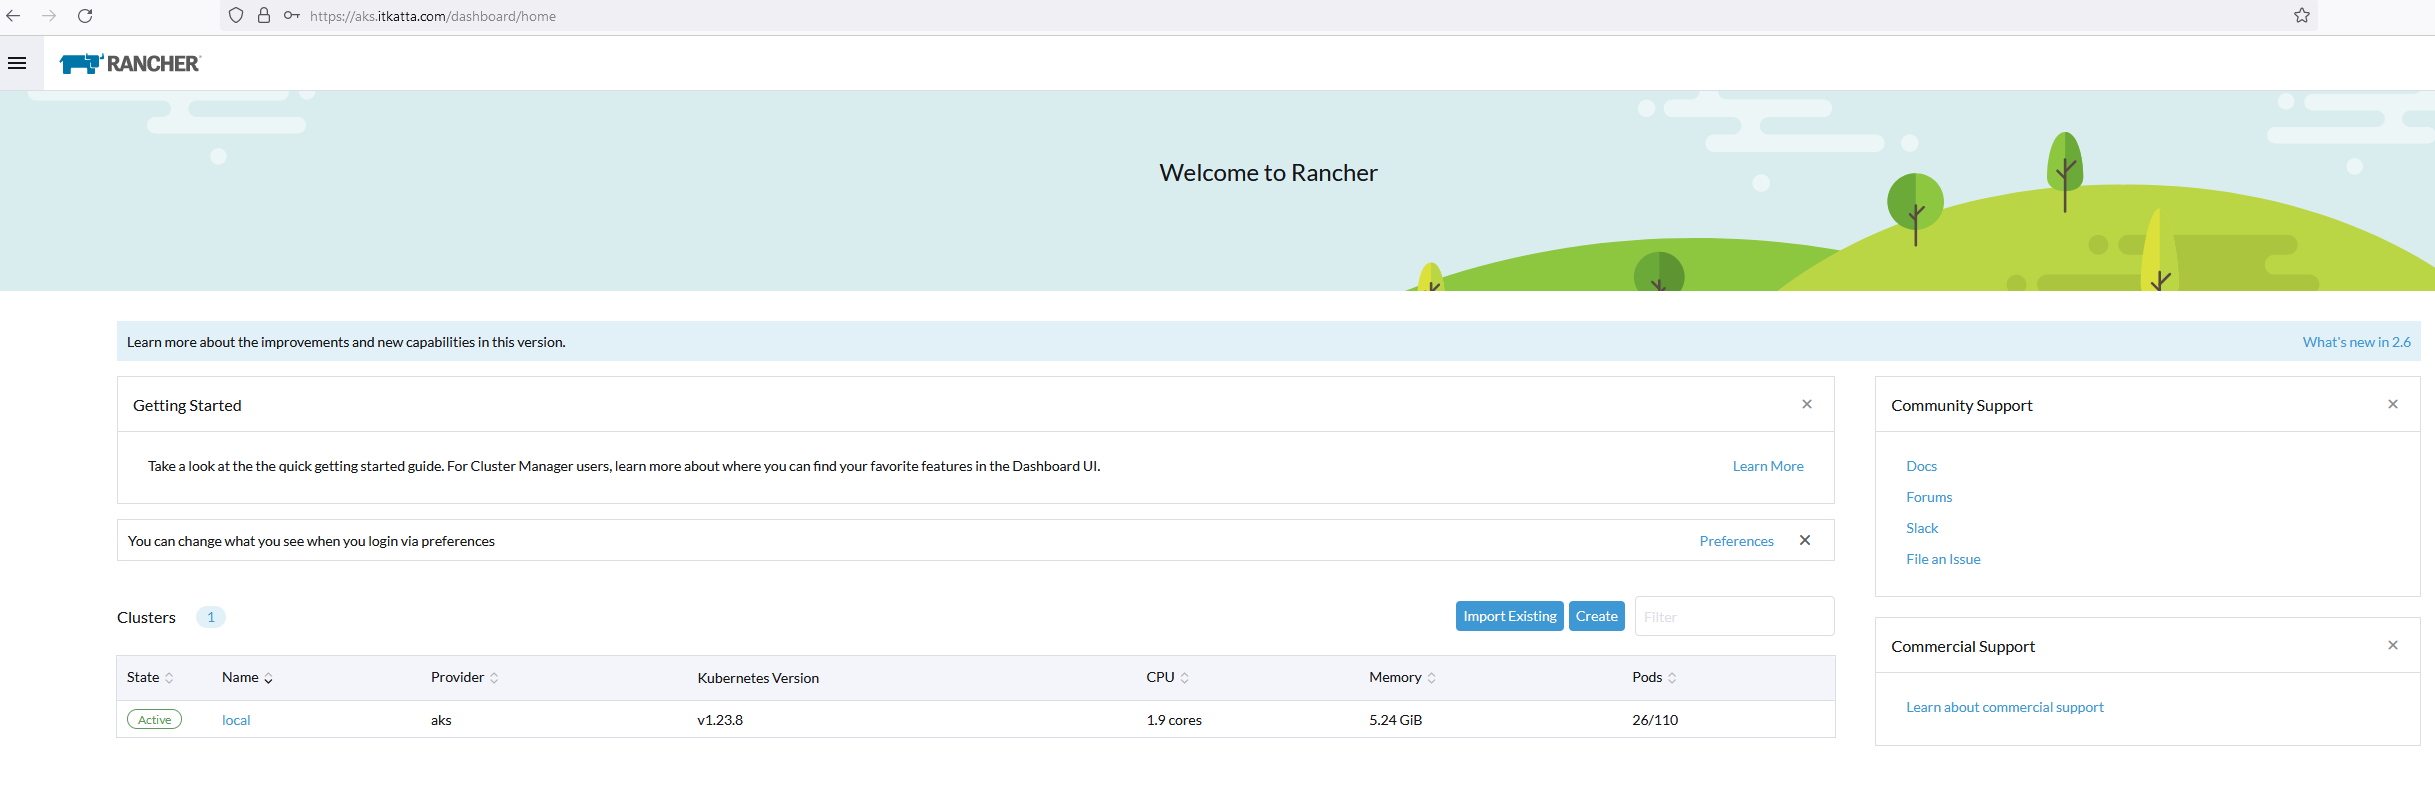 https://aks.itkatta.com/dashboard/home
RANCHER
Welcome to Rancher
Learn more about the improvements and new capabilities in this version.
What's new in 2.6
Getting Started
Take a look at the the quick getting started guide. For Cluster Manager users, learn more about where you can find your favorite features in the Dashboard UI.
Learn More
You can change what you see when you login via preferences
Preferences
Community Support
Docs
Forums
Slack
File an Issue
Clusters 1
Import Existing
Create
Filter
State Name Provider Kubernetes Version CPU Memory Pods
Active local aks v1.23.8 1.9 cores 5.24 GiB 26/110
Commercial Support
Learn about commercial support